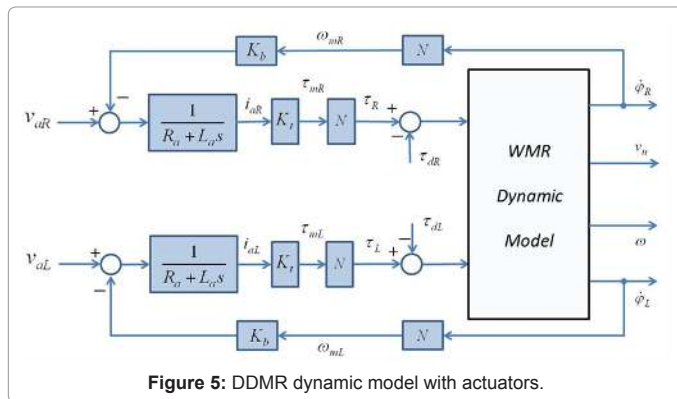 K_b
ω_mR
N
φ̇_R
v_aR
+
−
1
R_a + L_a s
i_aR
K_t
τ_mR
N
τ_R
+
−
τ_dR
WMR
Dynamic
Model
v_n
ω
v_aL
+
−
1
R_a + L_a s
i_aL
K_t
τ_mL
N
τ_L
+
−
τ_dL
φ̇_L
K_b
ω_mL
N
Figure 5: DDMR dynamic model with actuators.